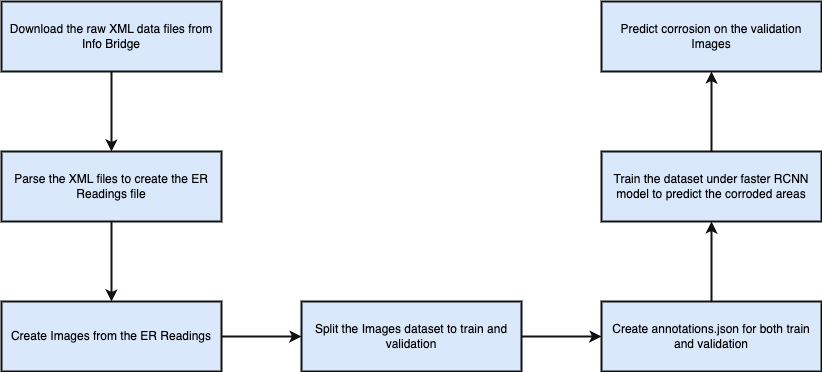 Download the raw XML data files from
Info Bridge
Parse the XML files to create the ER
Readings file
Create Images from the ER Readings
Split the Images dataset to train and
validation
Create annotations.json for both train
and validation
Train the dataset under faster RCNN
model to predict the corroded areas
Predict corrosion on the validation
Images